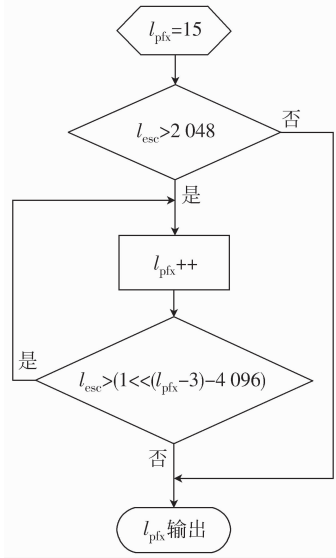 l_pfx=15
l_esc>2 048
否
是
l_pfx++
是
l_esc>(1<<(l_pfx-3)-4 096)
否
l_pfx输出